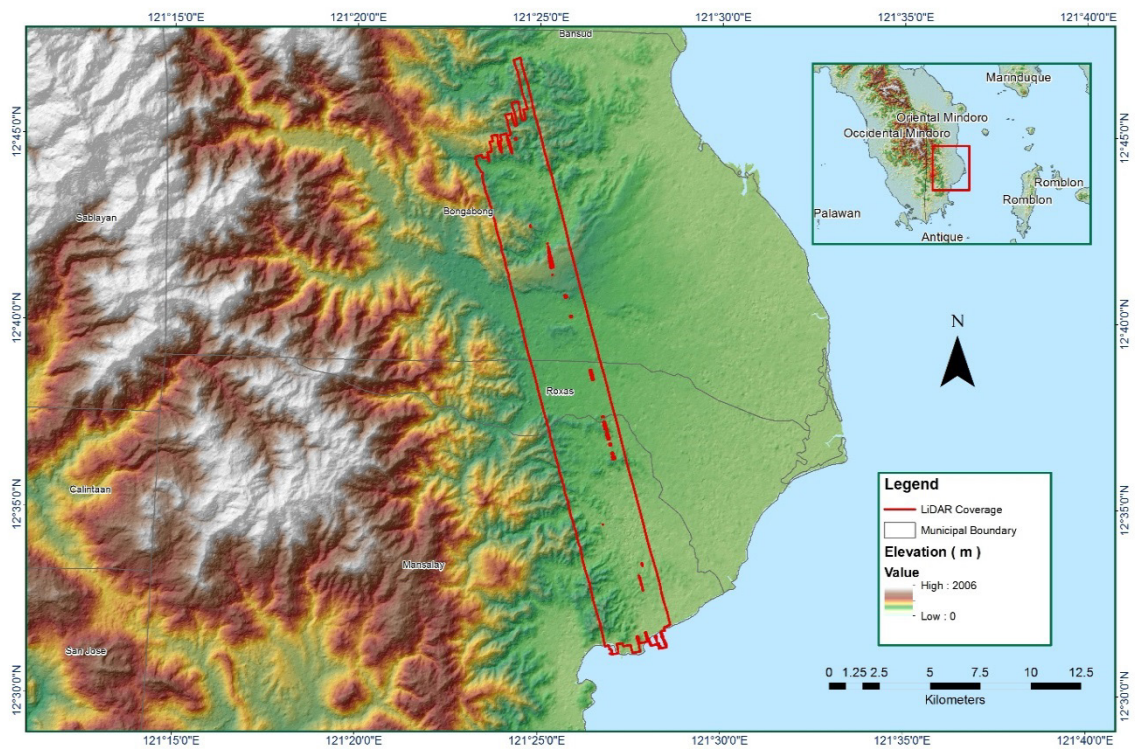 121°15'0"E 121°20'0"E 121°25'0"E 121°30'0"E 121°35'0"E 121°40'0"E
Bansud
Marinduque
Oriental Mindoro
Occidental Mindoro
Romblon
Romblon
Palawan
Antique
12°45'0"N 12°45'0"N
Sablayan
Bongabong
12°40'0"N 12°40'0"N
N
Roxas
Calintaan
12°35'0"N 12°35'0"N
Mansalay
San Jose
Legend
LiDAR Coverage
Municipal Boundary
Elevation ( m )
Value
High : 2006
Low : 0
0 1.25 2.5 5 7.5 10 12.5
Kilometers
12°30'0"N 12°30'0"N
121°15'0"E 121°20'0"E 121°25'0"E 121°30'0"E 121°35'0"E 121°40'0"E